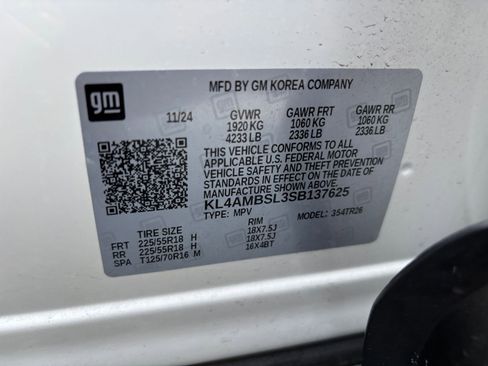 gm
MFD BY GM KOREA COMPANY
11/24 GVWR GAWR FRT GAWR RR
1920 KG 1060 KG 1060 KG
4233 LB 2336 LB 2336 LB
THIS VEHICLE CONFORMS TO ALL
APPLICABLE U.S. FEDERAL MOTOR
VEHICLE SAFETY AND THEFT PREVENTION
STANDARDS IN EFFECT ON THE DATE OF
MANUFACTURE SHOWN ABOVE.
KL4AMBSL3SB137625
TYPE: MPV MODEL: 3S4TR26
TIRE SIZE RIM
FRT 225/55R18 H 18X7.5J
RR 225/55R18 H 18X7.5J
SPA T125/70R16 M 16X4BT